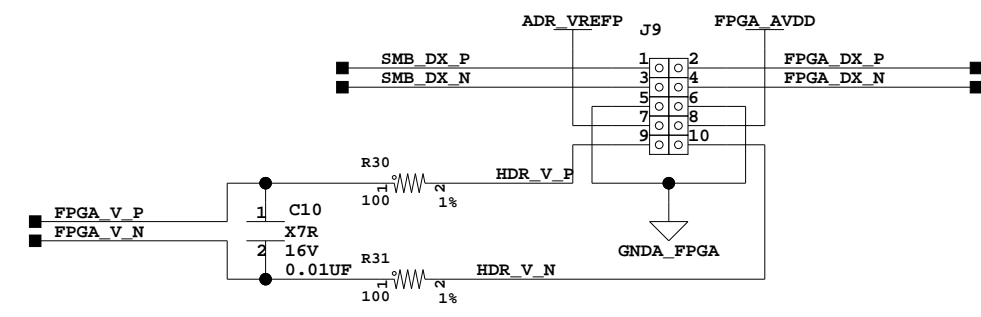 ADR_VREFP
J9
FPGA_AVDD
SMB_DX_P
1 2
FPGA_DX_P
SMB_DX_N
3 4
FPGA_DX_N
5 6
7 8
9 10
R30
HDR_V_P
1 2
100
1%
FPGA_V_P
1
C10
FPGA_V_N
X7R
2
16V
0.01UF
GNDA_FPGA
R31
HDR_V_N
1 2
100
1%